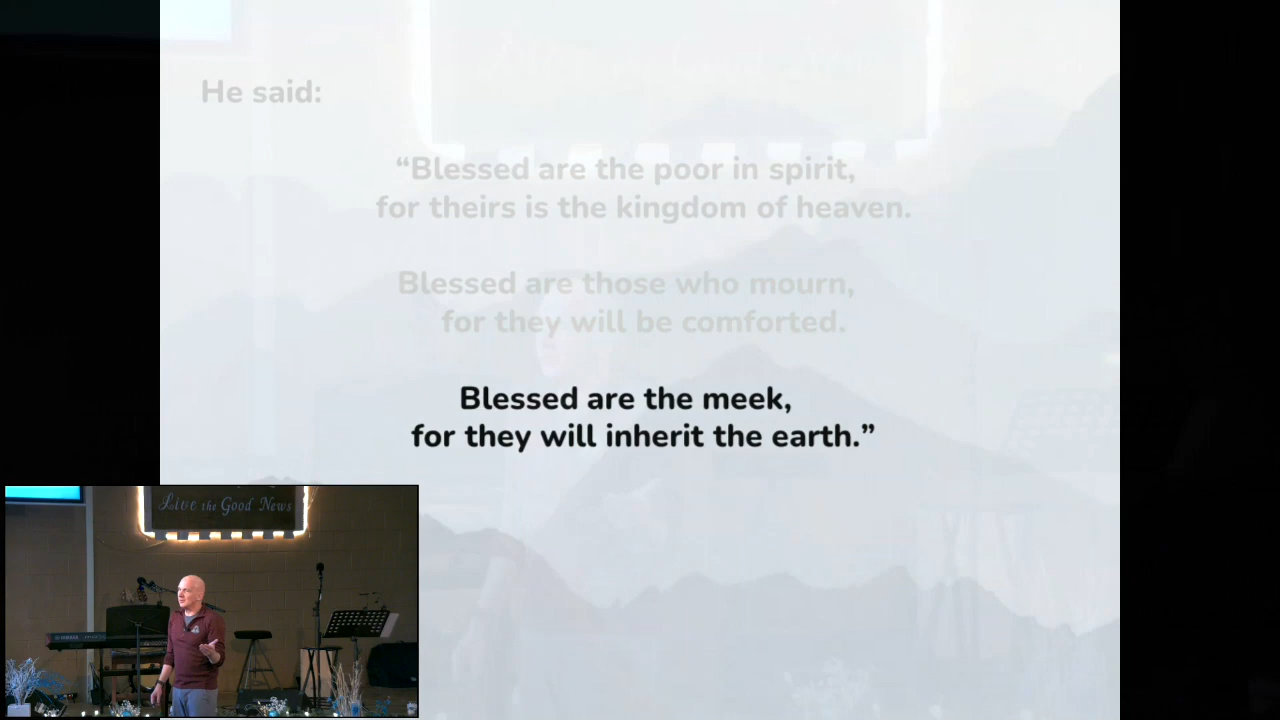 He said:
“Blessed are the poor in spirit,
for theirs is the kingdom of heaven.
Blessed are those who mourn,
for they will be comforted.
Blessed are the meek,
for they will inherit the earth.”
Live the Good News
YAMAHA